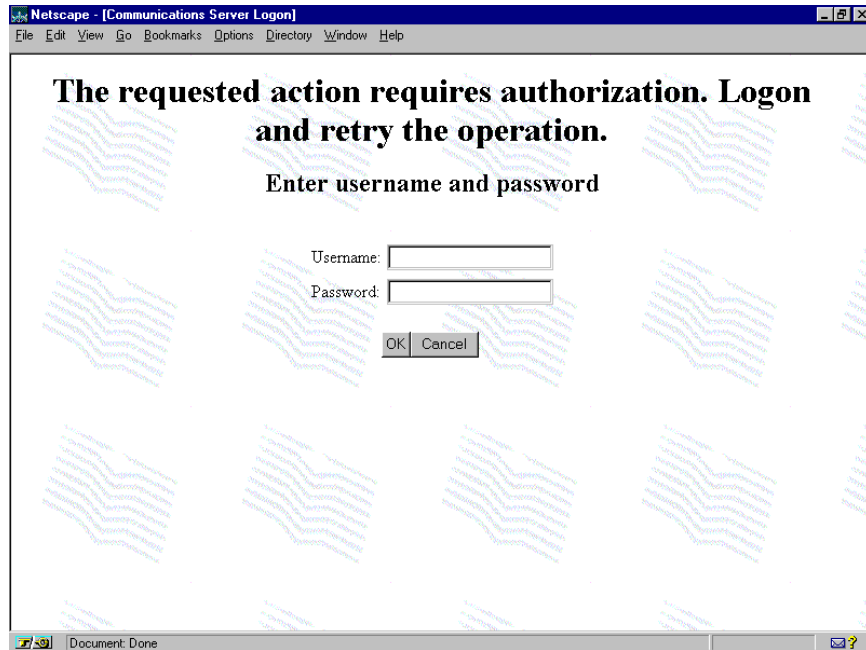 Netscape - [Communications Server Logon]
File Edit View Go Bookmarks Options Directory Window Help
The requested action requires authorization. Logon
and retry the operation.
Enter username and password
Username:
Password:
OK Cancel
Document: Done